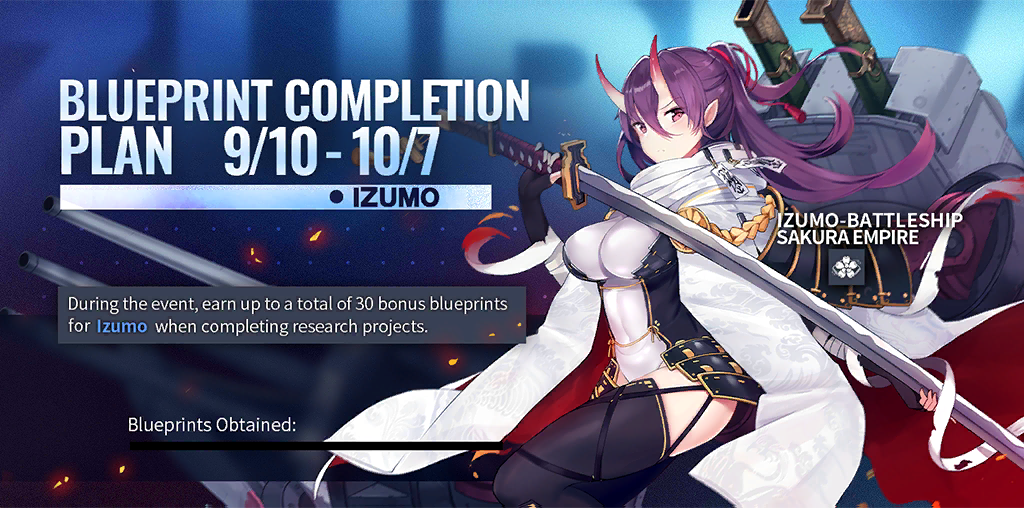 BLUEPRINT COMPLETION
PLAN 9/10 - 10/7
• IZUMO
IZUMO-BATTLESHIP
SAKURA EMPIRE
During the event, earn up to a total of 30 bonus blueprints
for Izumo when completing research projects.
Blueprints Obtained: